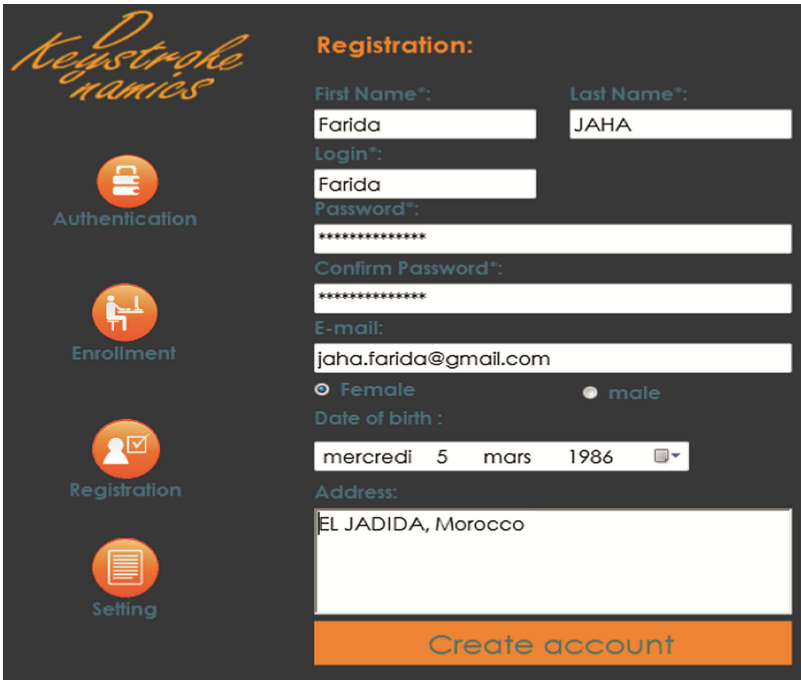 D
Keystroke
namics
Registration:
First Name*: Last Name*:
Farida JAHA
Login*:
Farida
Password*:
**************
Confirm Password*:
**************
E-mail:
jaha.farida@gmail.com
Female male
Date of birth :
mercredi 5 mars 1986
Address:
EL JADIDA, Morocco
Create account
Authentication
Enrollment
Registration
Setting